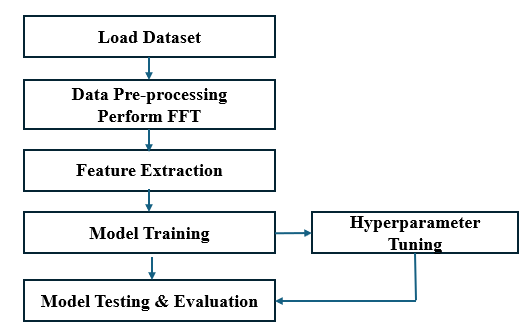 Load Dataset
Data Pre-processing
Perform FFT
Feature Extraction
Model Training
Hyperparameter
Tuning
Model Testing & Evaluation